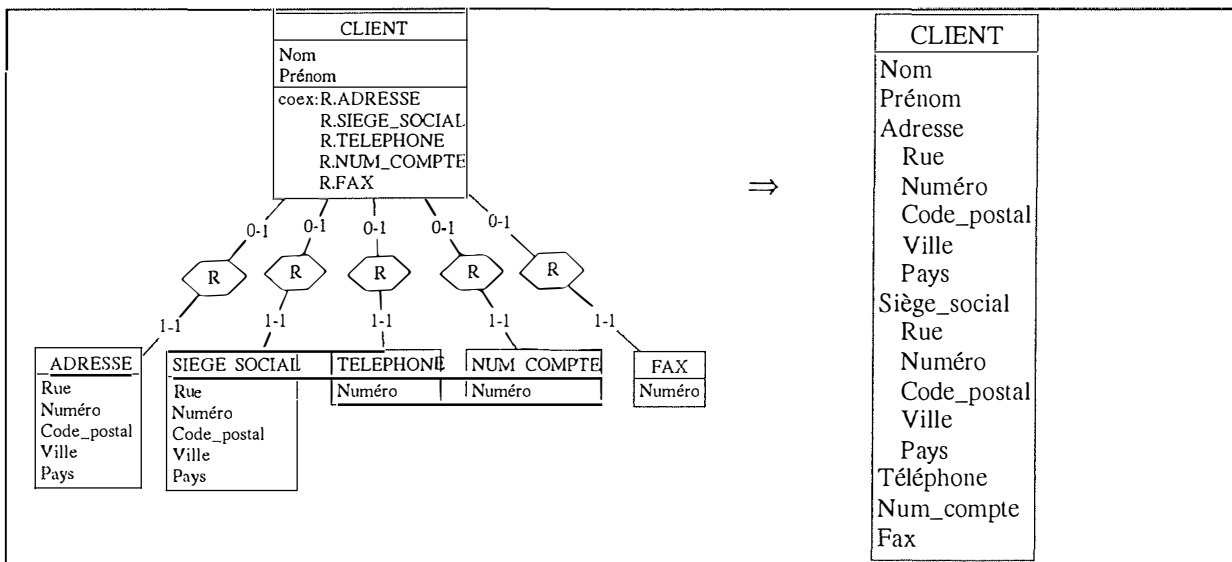 CLIENT
Nom
Prénom
coex:R.ADRESSE
R.SIEGE_SOCIAL
R.TELEPHONE
R.NUM_COMPTE
R.FAX
0-1 0-1 0-1 0-1 0-1
R R R R R
1-1 1-1 1-1 1-1 1-1
ADRESSE
Rue
Numéro
Code_postal
Ville
Pays
SIEGE SOCIAL
Rue
Numéro
Code_postal
Ville
Pays
TELEPHONE
Numéro
NUM COMPTE
Numéro
FAX
Numéro
⇒
CLIENT
Nom
Prénom
Adresse
Rue
Numéro
Code_postal
Ville
Pays
Siège_social
Rue
Numéro
Code_postal
Ville
Pays
Téléphone
Num_compte
Fax